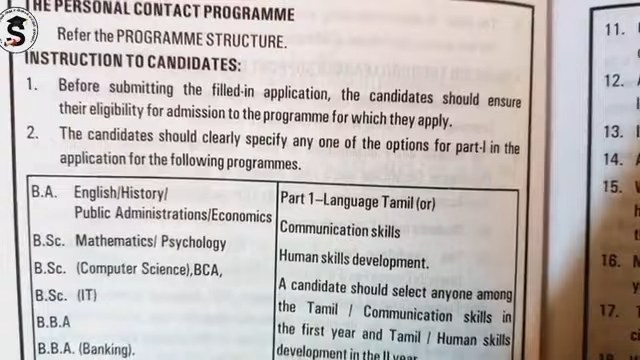 THE PERSONAL CONTACT PROGRAMME
Refer the PROGRAMME STRUCTURE.
INSTRUCTION TO CANDIDATES:
1. Before submitting the filled-in application, the candidates should ensure
their eligibility for admission to the programme for which they apply.
2. The candidates should clearly specify any one of the options for part-I in the
application for the following programmes.
B.A. English/History/
Public Administrations/Economics
B.Sc. Mathematics/ Psychology
B.Sc. (Computer Science),BCA,
B.Sc. (IT)
B.B.A
B.B.A. (Banking).
Part 1–Language Tamil (or)
Communication skills
Human skills development.
A candidate should select anyone among
the Tamil / Communication skills in
the first year and Tamil / Human skills
development in the II year
11.
12.
13.
14.
15.
16.
17.
S